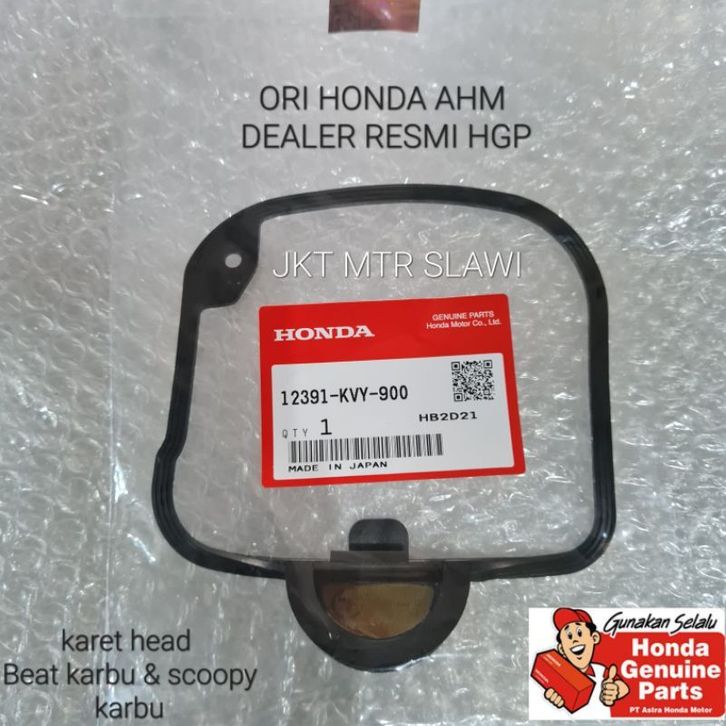 ORI HONDA AHM
DEALER RESMI HGP
JKT MTR SLAWI
HONDA
GENUINE PARTS
Honda Motor Co., Ltd.
12391-KVY-900
HB2D21
QTY 1
MADE IN JAPAN
karet head
Beat karbu & scoopy
karbu
Gunakan Selalu
Honda
Genuine
Parts
PT Astra Honda Motor